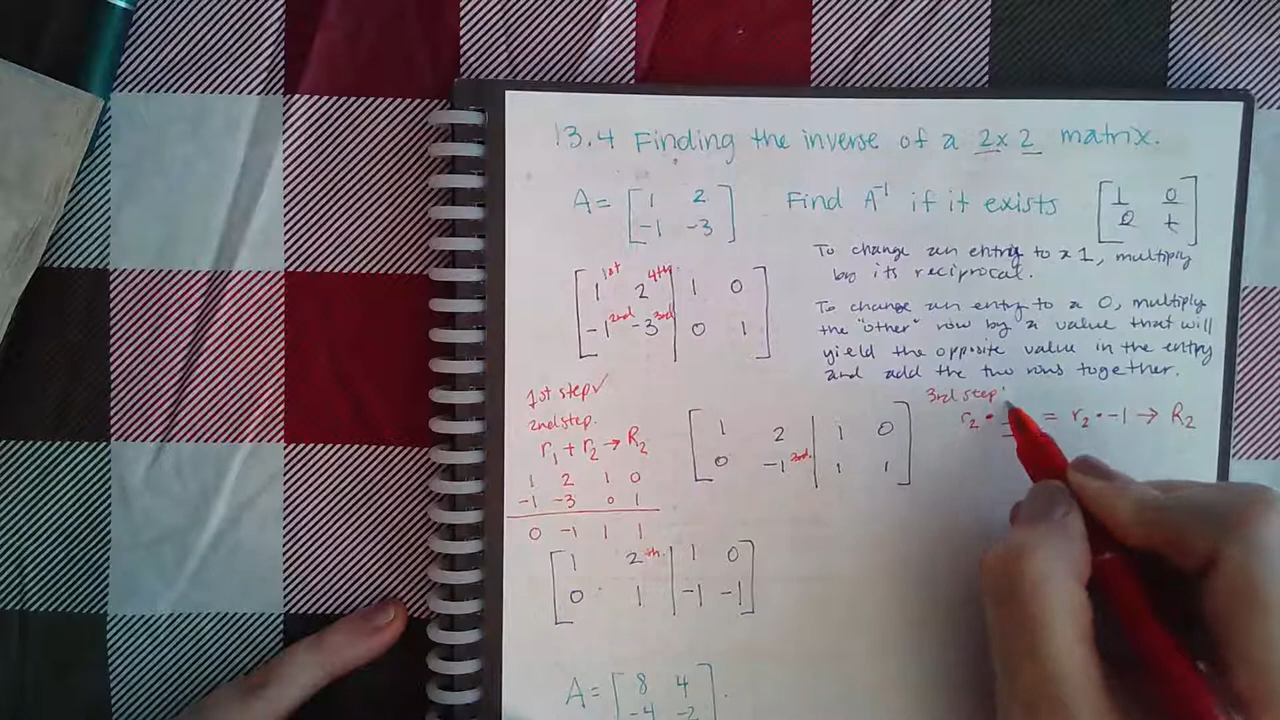 13.4 Finding the inverse of a 2x2 matrix.
A = [ 1 2
-1 -3 ]
Find A⁻¹ if it exists
[ 1 0
0 1 ]
To change an entry to a 1, multiply
by its reciprocal.
To change an entry to a 0, multiply
the "other" row by a value that will
yield the opposite value in the entry
and add the two rows together.
[ 1 1st 2 4th | 1 0
-1 2nd -3 3rd | 0 1 ]
1st step ✓
2nd step.
r₁ + r₂ → R₂
1 2 1 0
-1 -3 0 1
0 -1 1 1
[ 1 2 | 1 0
0 -1 3rd | 1 1 ]
3rd step
r₂ · = r₂ · -1 → R₂
[ 1 2 4th | 1 0
0 1 | -1 -1 ]
A = [ 8 4
-4 -2 ].